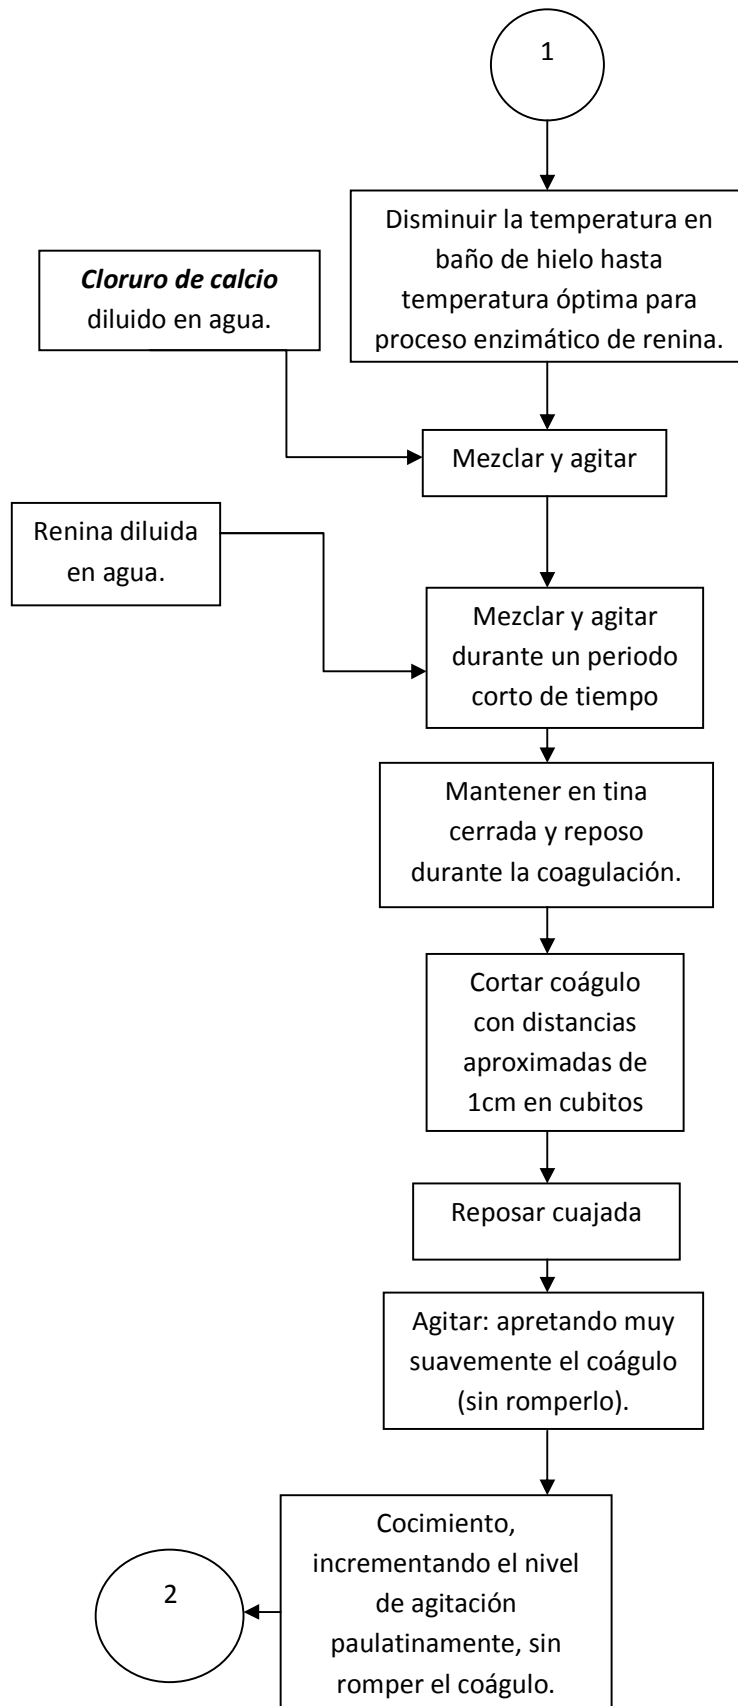 1
Disminuir la temperatura en
baño de hielo hasta
temperatura óptima para
proceso enzimático de renina.
Cloruro de calcio
diluido en agua.
Mezclar y agitar
Renina diluida
en agua.
Mezclar y agitar
durante un periodo
corto de tiempo
Mantener en tina
cerrada y reposo
durante la coagulación.
Cortar coágulo
con distancias
aproximadas de
1cm en cubitos
Reposar cuajada
Agitar: apretando muy
suavemente el coágulo
(sin romperlo).
Cocimiento,
incrementando el nivel
de agitación
paulatinamente, sin
romper el coágulo.
2